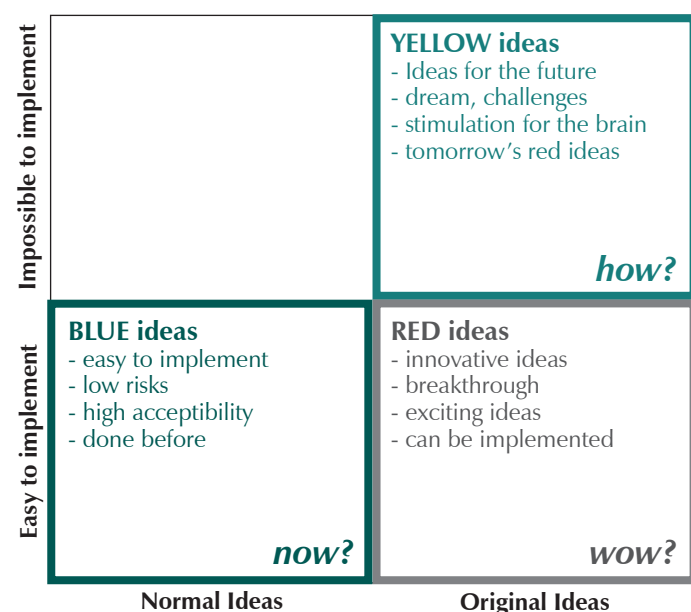 Impossible to implement
YELLOW ideas
- Ideas for the future
- dream, challenges
- stimulation for the brain
- tomorrow’s red ideas
how?
Easy to implement
BLUE ideas
- easy to implement
- low risks
- high acceptibility
- done before
now?
RED ideas
- innovative ideas
- breakthrough
- exciting ideas
- can be implemented
wow?
Normal Ideas
Original Ideas